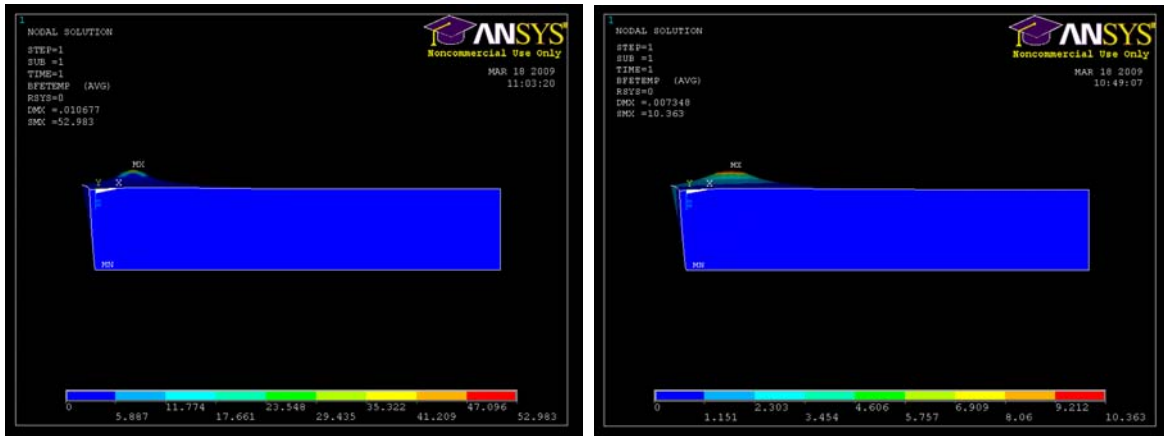 1
NODAL SOLUTION
STEP=1
SUB =1
TIME=1
BFETEMP (AVG)
RSYS=0
DMX =.010677
SMX =52.983
ANSYS
Noncommercial Use Only
MAR 18 2009
11:03:20
MX
Y X
MN
0 11.774 23.548 35.322 47.096
5.887 17.661 29.435 41.209 52.983
1
NODAL SOLUTION
STEP=1
SUB =1
TIME=1
BFETEMP (AVG)
RSYS=0
DMX =.007348
SMX =10.363
ANSYS
Noncommercial Use Only
MAR 18 2009
10:49:07
MX
Y X
MN
0 2.303 4.606 6.909 9.212
1.151 3.454 5.757 8.06 10.363